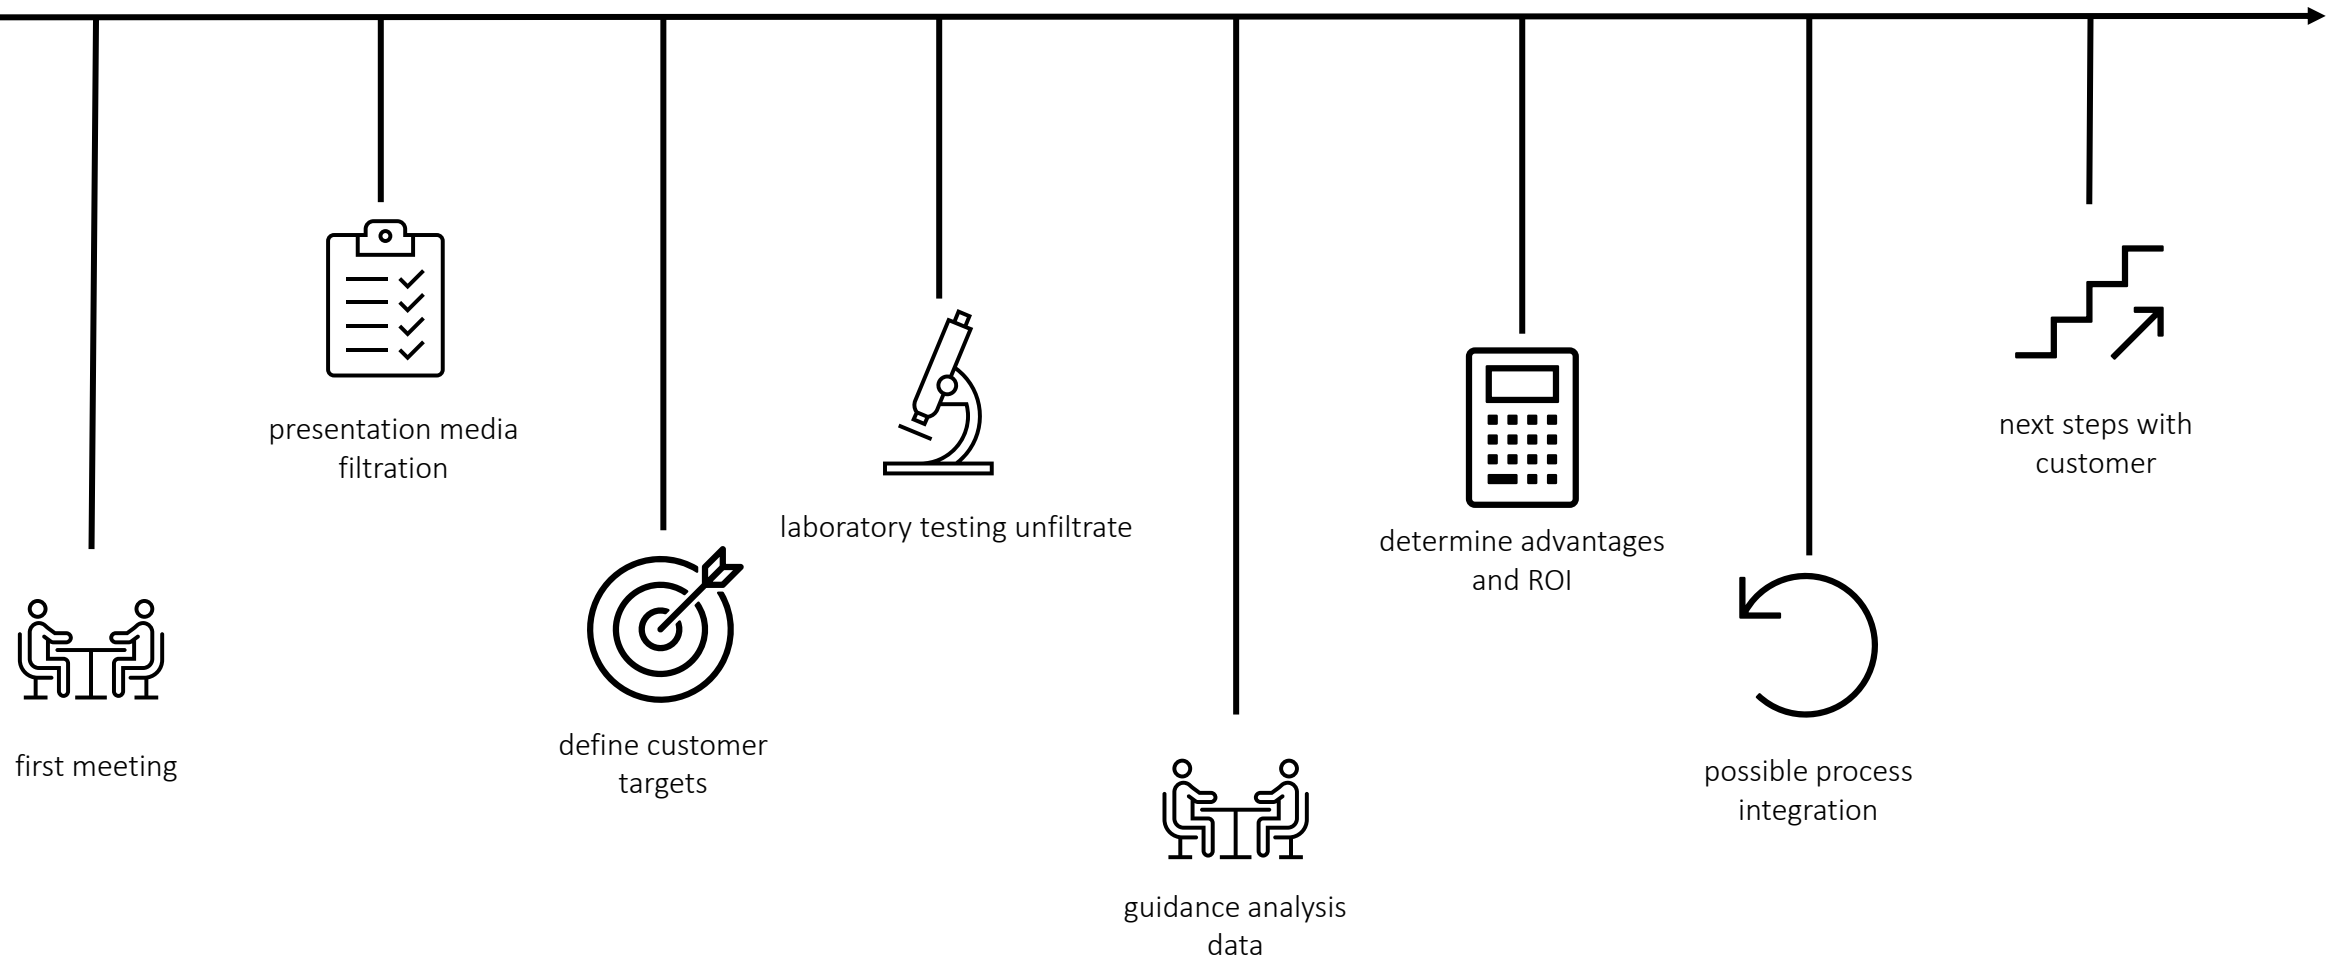 first meeting
presentation media
filtration
define customer
targets
laboratory testing unfiltrate
guidance analysis
data
determine advantages
and ROI
possible process
integration
next steps with
customer